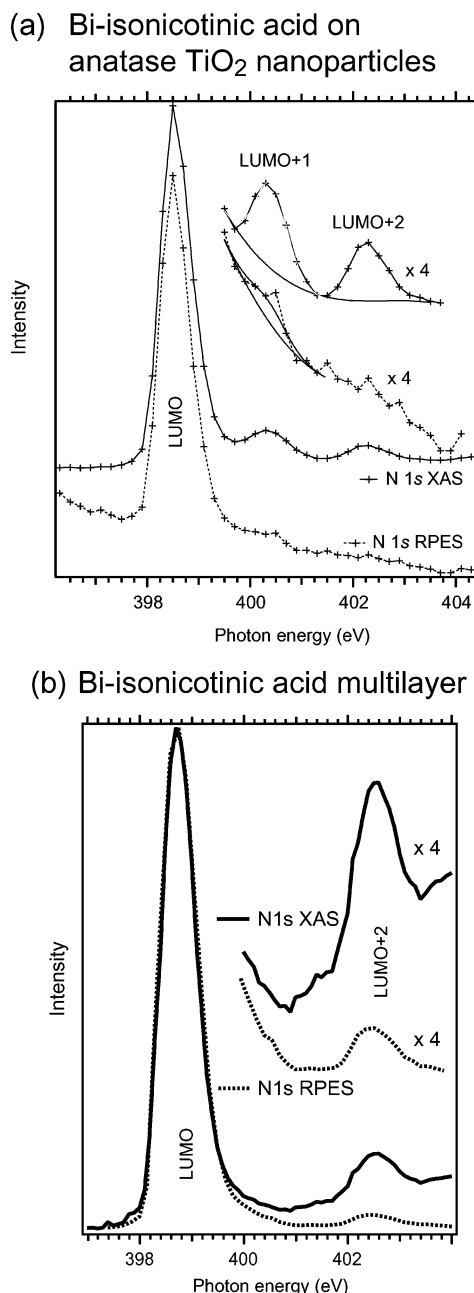 (a) Bi-isonicotinic acid on
anatase TiO2 nanoparticles
LUMO+1
LUMO+2
x 4
x 4
Intensity
LUMO
N 1s XAS
N 1s RPES
398 400 402 404
Photon energy (eV)
(b) Bi-isonicotinic acid multilayer
x 4
N1s XAS
LUMO+2
Intensity
x 4
N1s RPES
LUMO
398 400 402
Photon energy (eV)